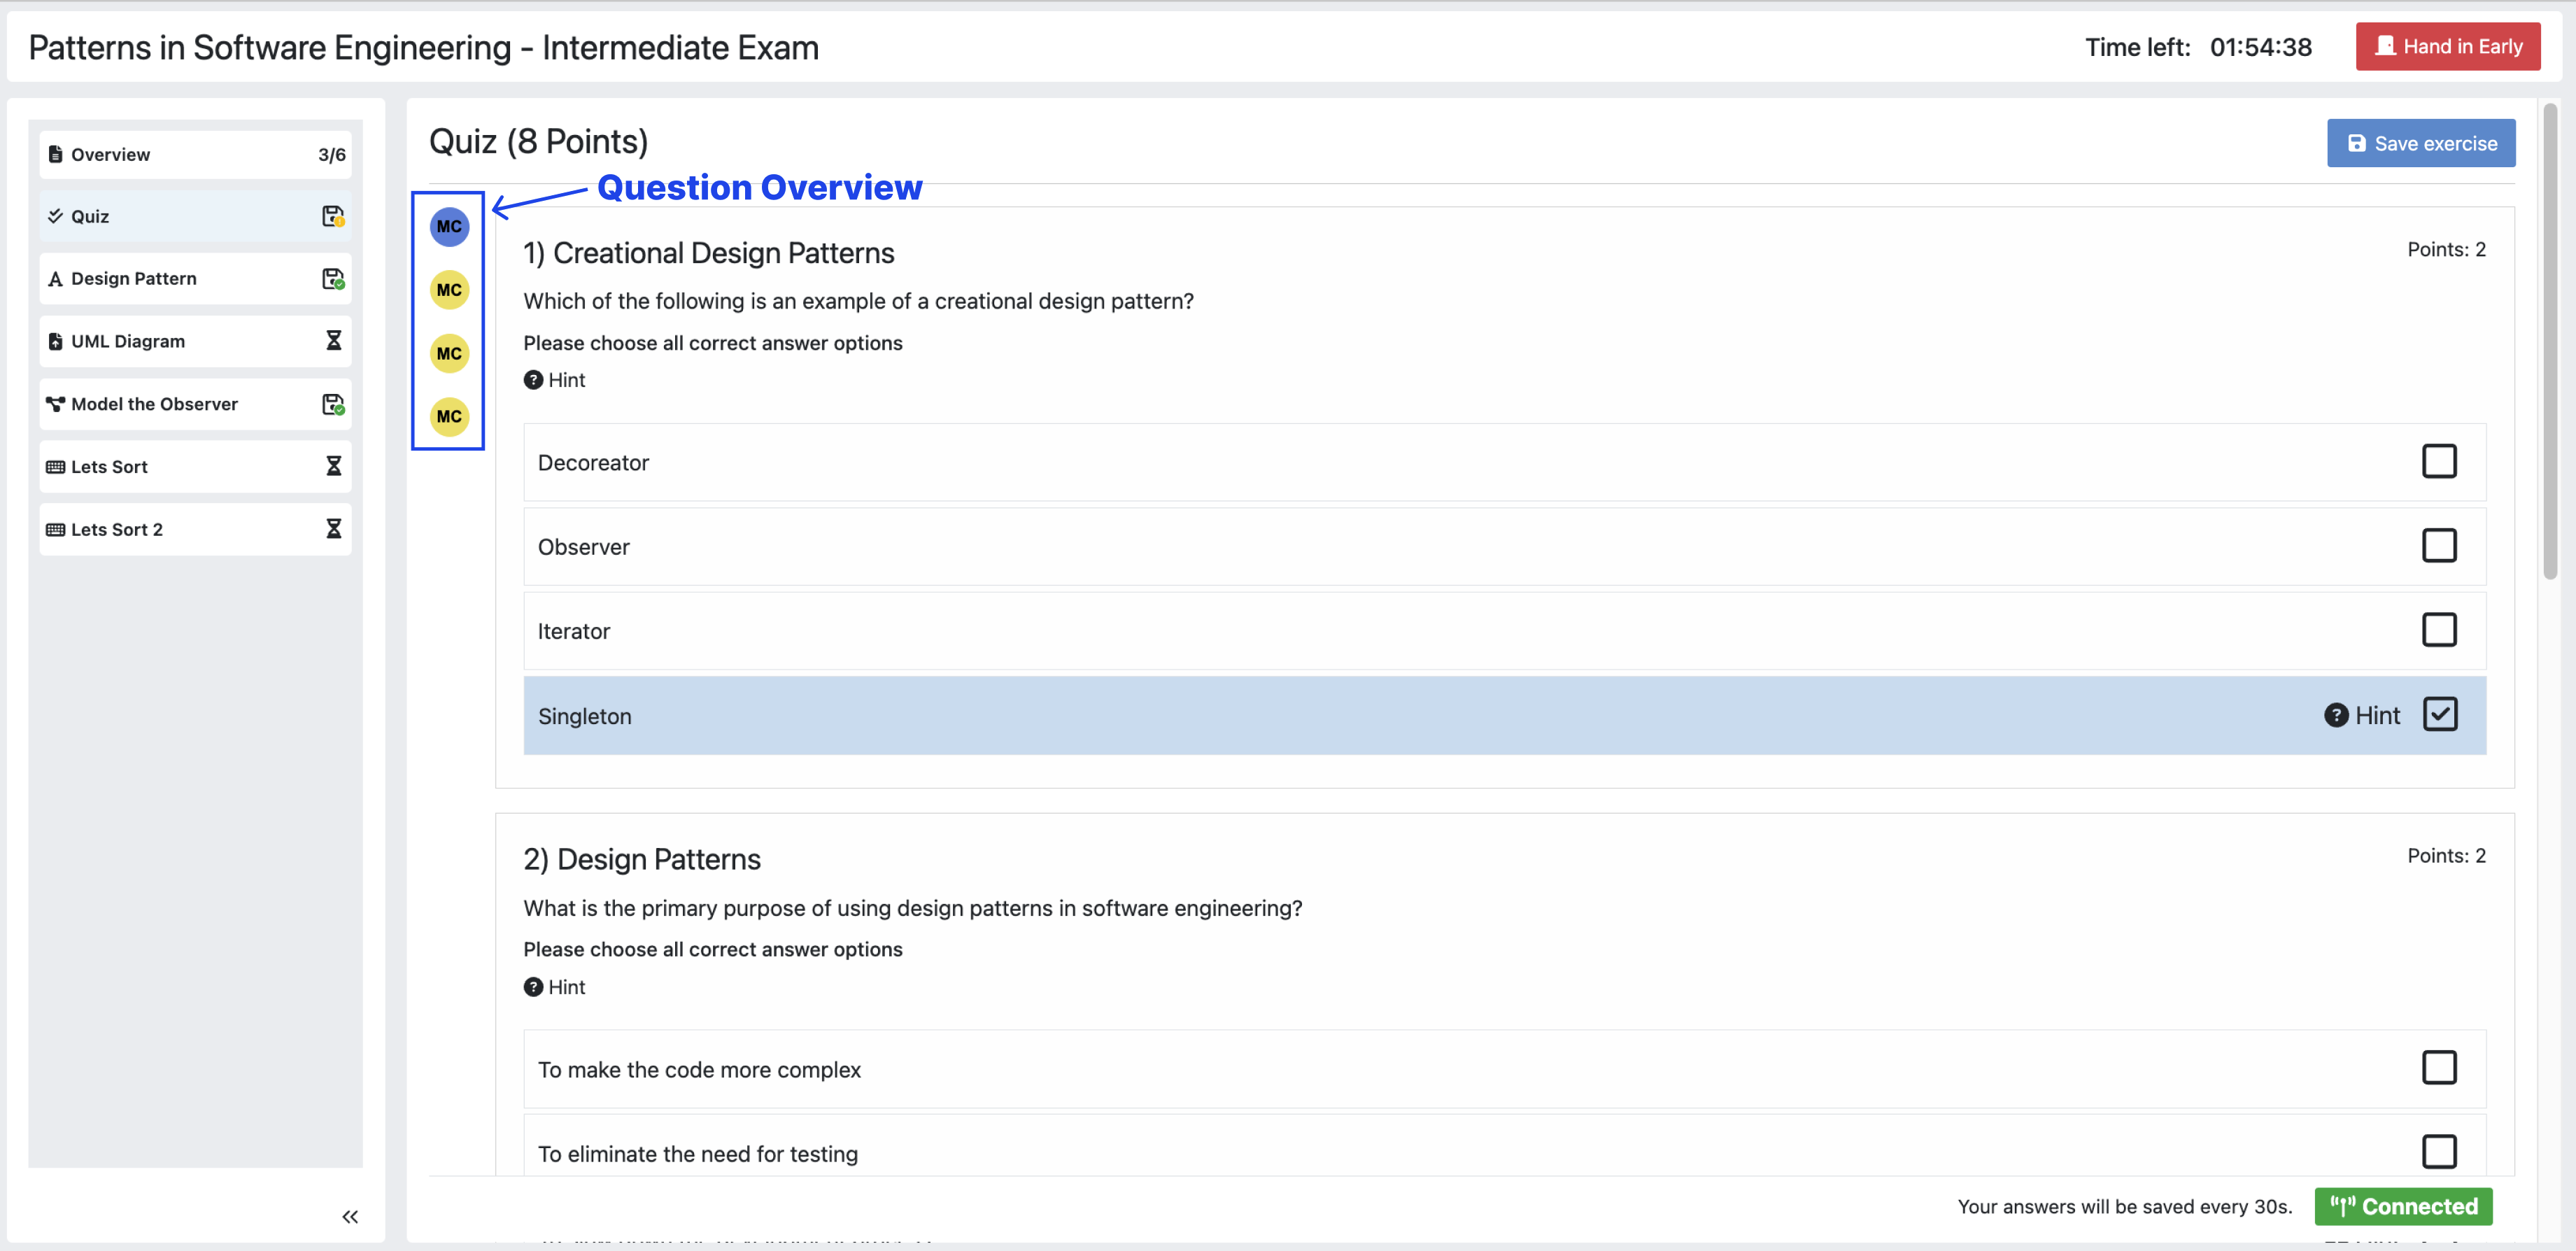 Patterns in Software Engineering - Intermediate Exam
Time left: 01:54:38
Hand in Early
Overview 3/6
Quiz
Design Pattern
UML Diagram
Model the Observer
Lets Sort
Lets Sort 2
Quiz (8 Points)
Save exercise
Question Overview
MC
MC
MC
MC
1) Creational Design Patterns
Points: 2
Which of the following is an example of a creational design pattern?
Please choose all correct answer options
Hint
Decoreator
Observer
Iterator
Singleton
Hint
2) Design Patterns
Points: 2
What is the primary purpose of using design patterns in software engineering?
Please choose all correct answer options
Hint
To make the code more complex
To eliminate the need for testing
Your answers will be saved every 30s.
Connected